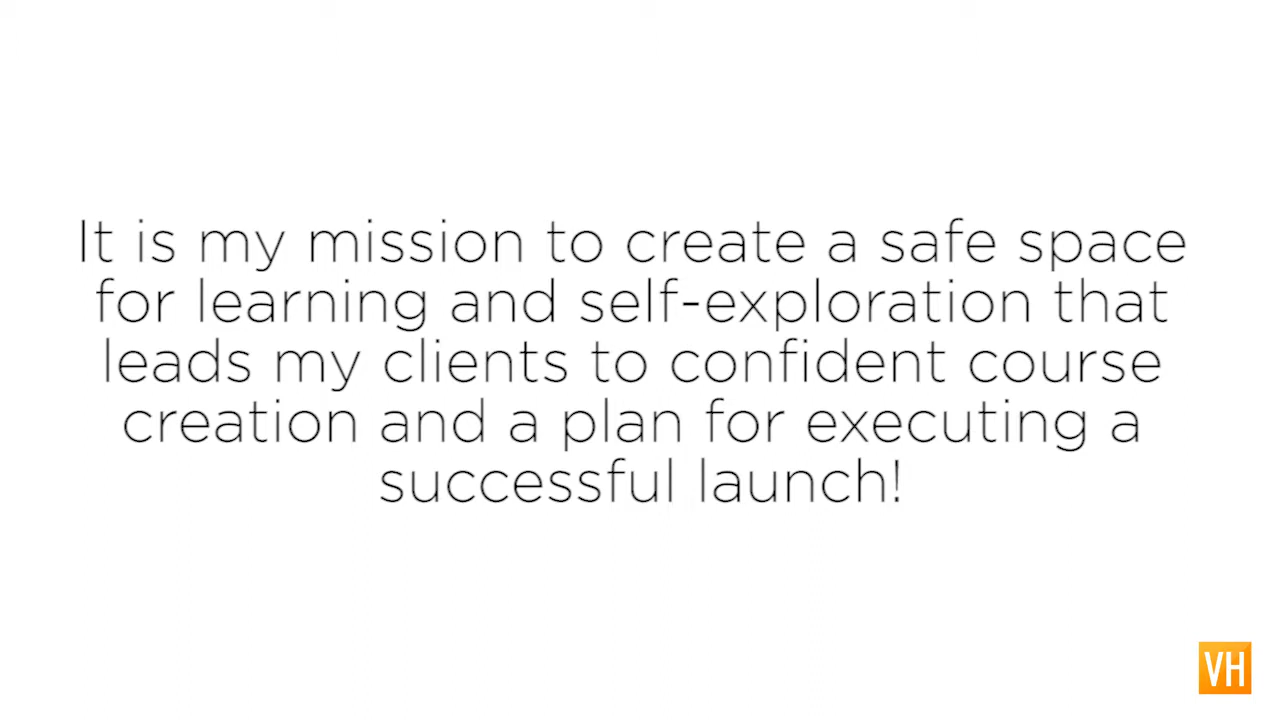 It is my mission to create a safe space
for learning and self-exploration that
leads my clients to confident course
creation and a plan for executing a
successful launch!
VH